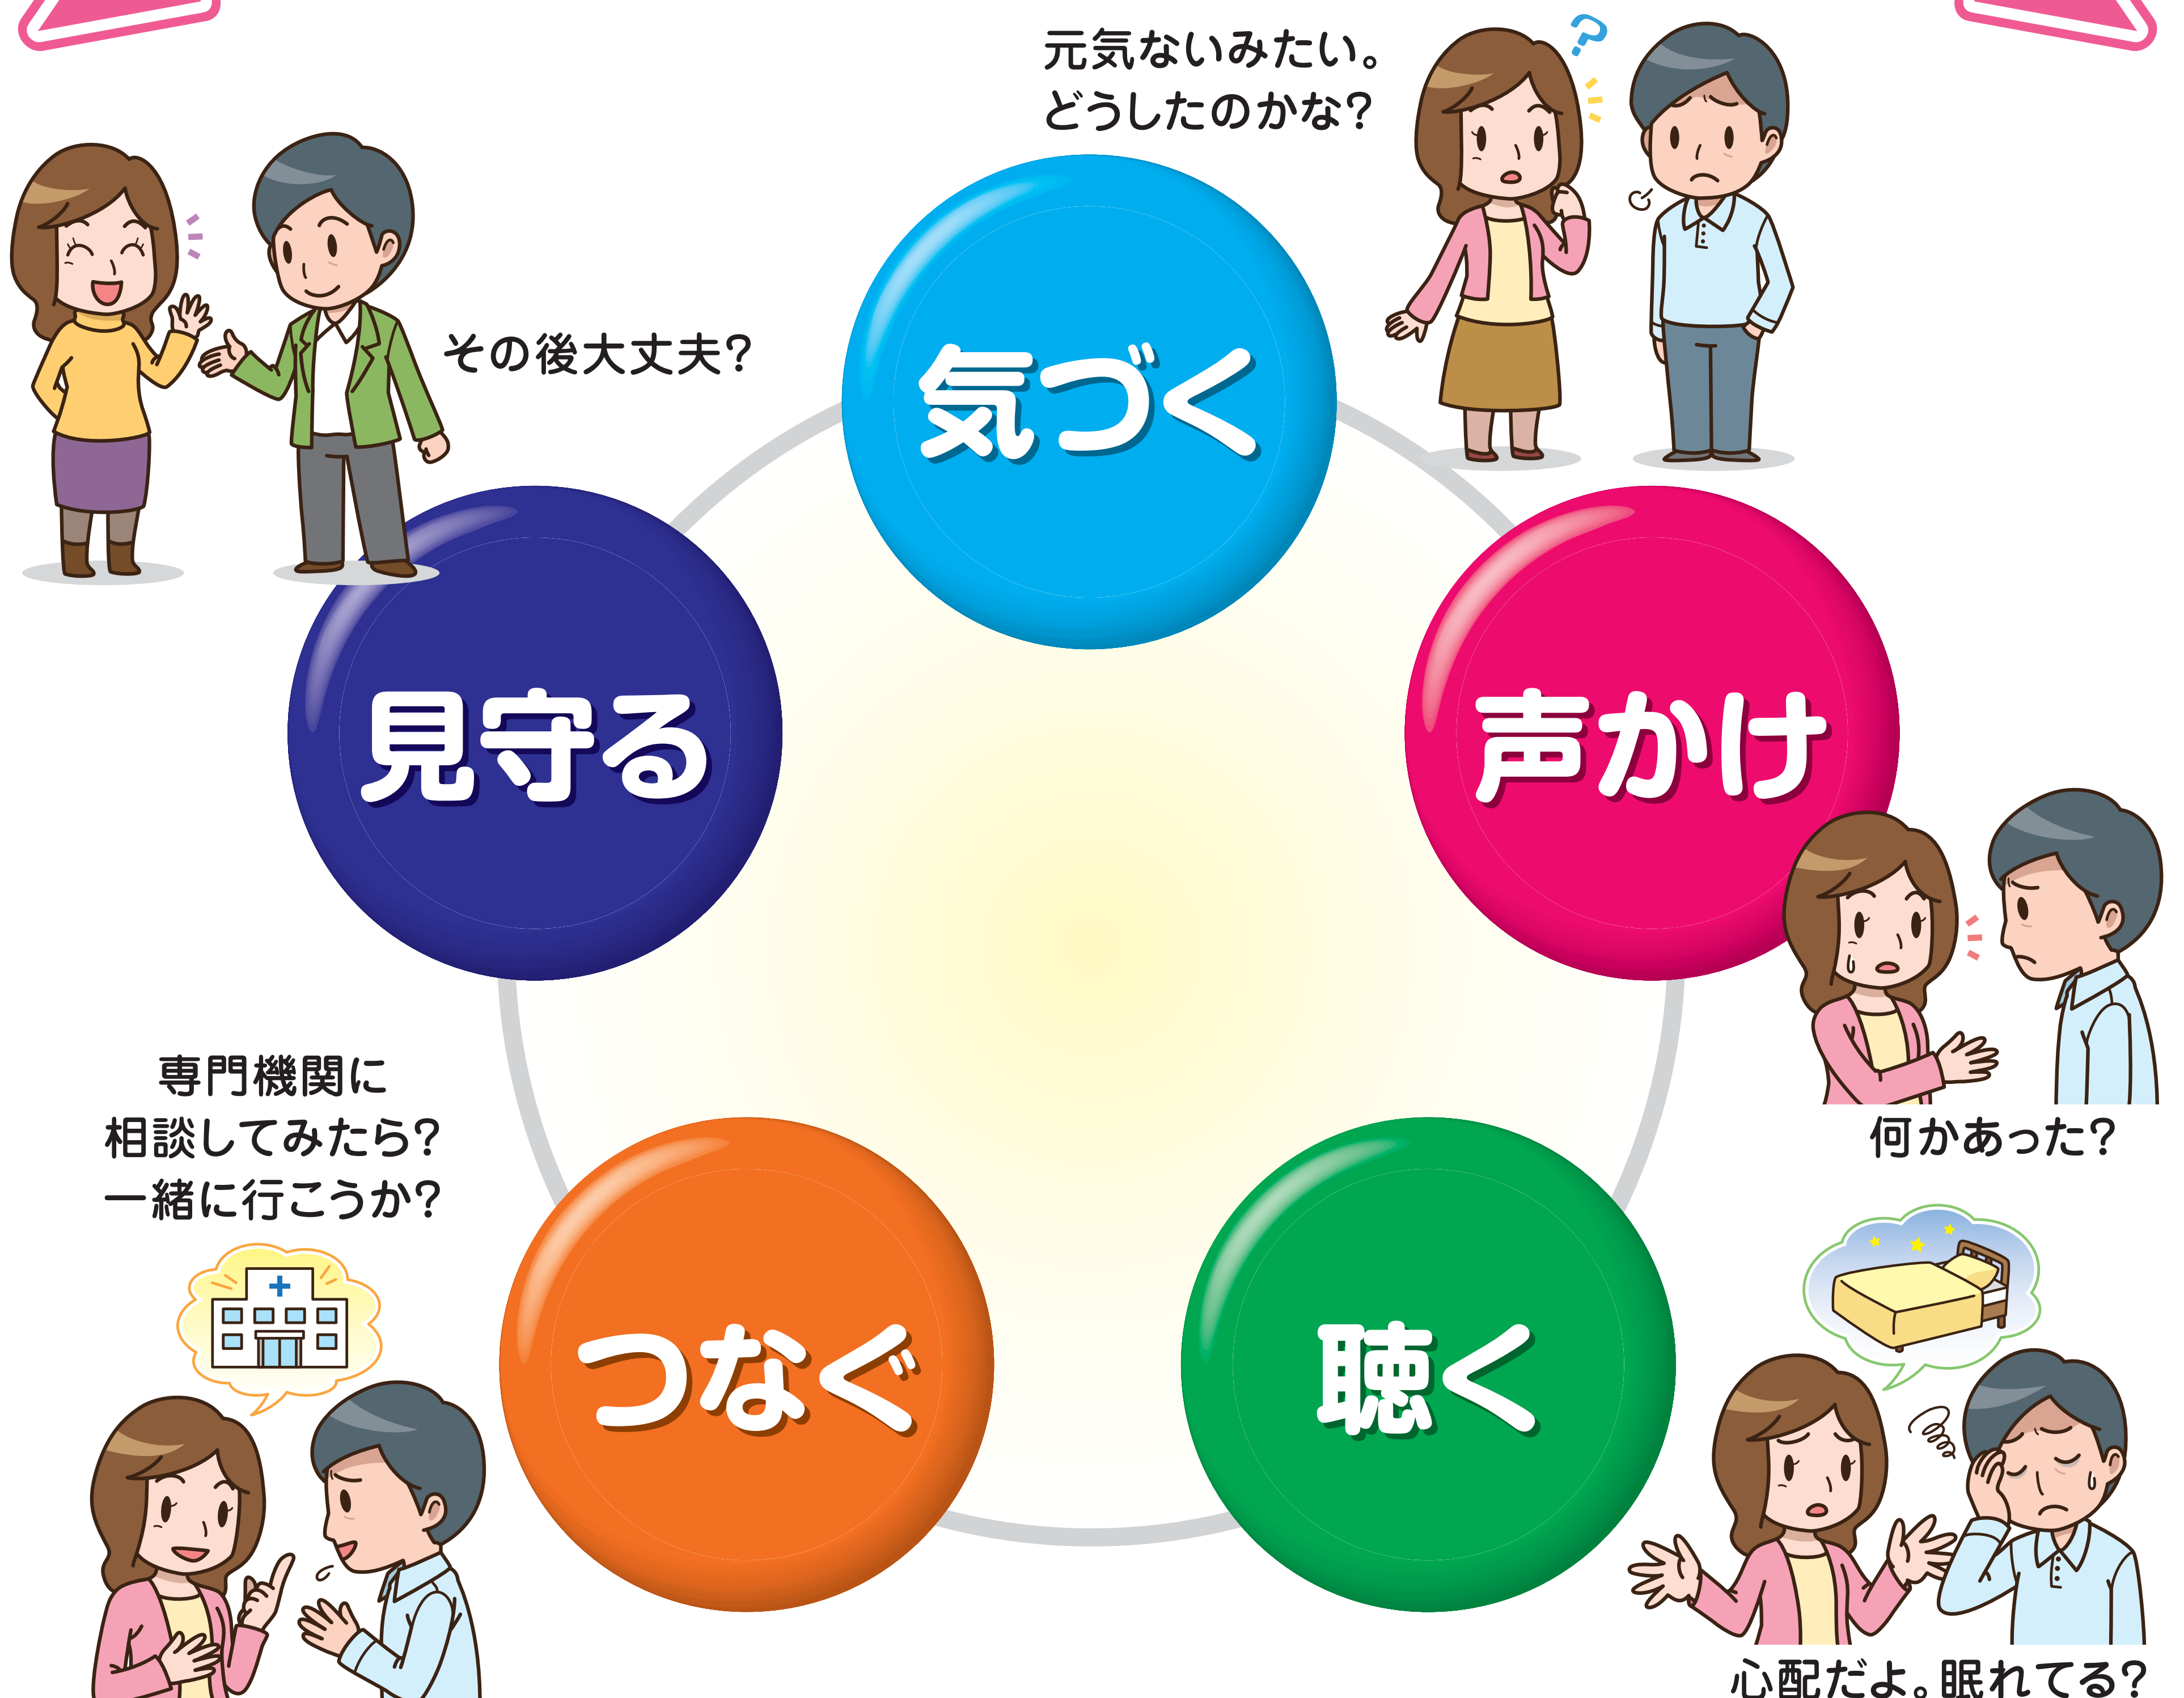 元気ないみたい。
どうしたのかな?
気づく
声かけ
何かあった?
聴く
心配だよ。眠れてる?
つなぐ
専門機関に
相談してみたら?
一緒に行こうか?
見守る
その後大丈夫?